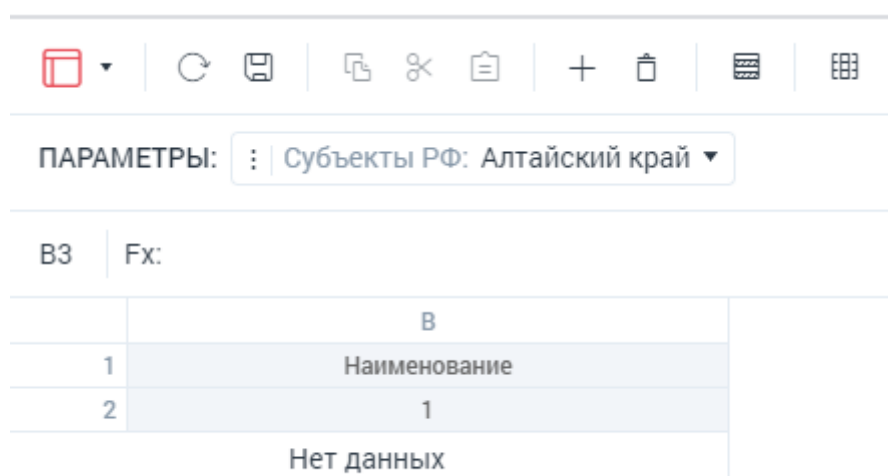 ПАРАМЕТРЫ: Субъекты РФ: Алтайский край
B3 Fx:
B
1 Наименование
2 1
Нет данных